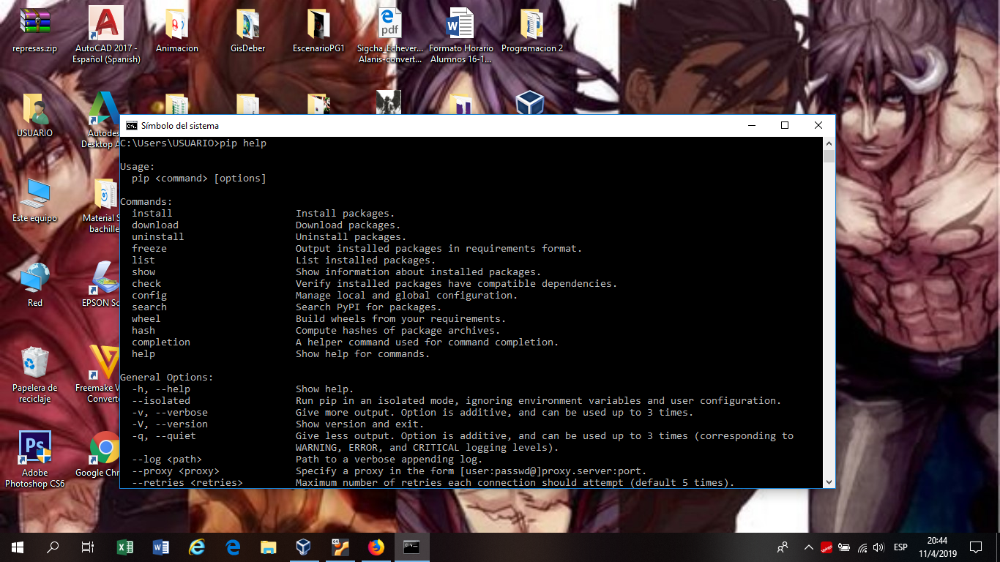 represas.zip
AutoCAD 2017 -
Español (Spanish)
Animacion
GisDeber
EscenarioPG1
pdf
Sigcha_Echever...
Alanis-convert...
Formato Horario
Alumnos 16-1...
Programacion 2
USUARIO
Autodes
Desktop A
Este equipo
Material S
bachille
Red
EPSON Sc
Papelera de
reciclaje
Freemake V
Converte
Ps
Adobe
Photoshop CS6
Google Chr
Símbolo del sistema
C:\Users\USUARIO>pip help
Usage:
pip <command> [options]
Commands:
install Install packages.
download Download packages.
uninstall Uninstall packages.
freeze Output installed packages in requirements format.
list List installed packages.
show Show information about installed packages.
check Verify installed packages have compatible dependencies.
config Manage local and global configuration.
search Search PyPI for packages.
wheel Build wheels from your requirements.
hash Compute hashes of package archives.
completion A helper command used for command completion.
help Show help for commands.
General Options:
-h, --help Show help.
--isolated Run pip in an isolated mode, ignoring environment variables and user configuration.
-v, --verbose Give more output. Option is additive, and can be used up to 3 times.
-V, --version Show version and exit.
-q, --quiet Give less output. Option is additive, and can be used up to 3 times (corresponding to
WARNING, ERROR, and CRITICAL logging levels).
--log <path> Path to a verbose appending log.
--proxy <proxy> Specify a proxy in the form [user:passwd@]proxy.server:port.
--retries <retries> Maximum number of retries each connection should attempt (default 5 times).
ESP
20:44
11/4/2019